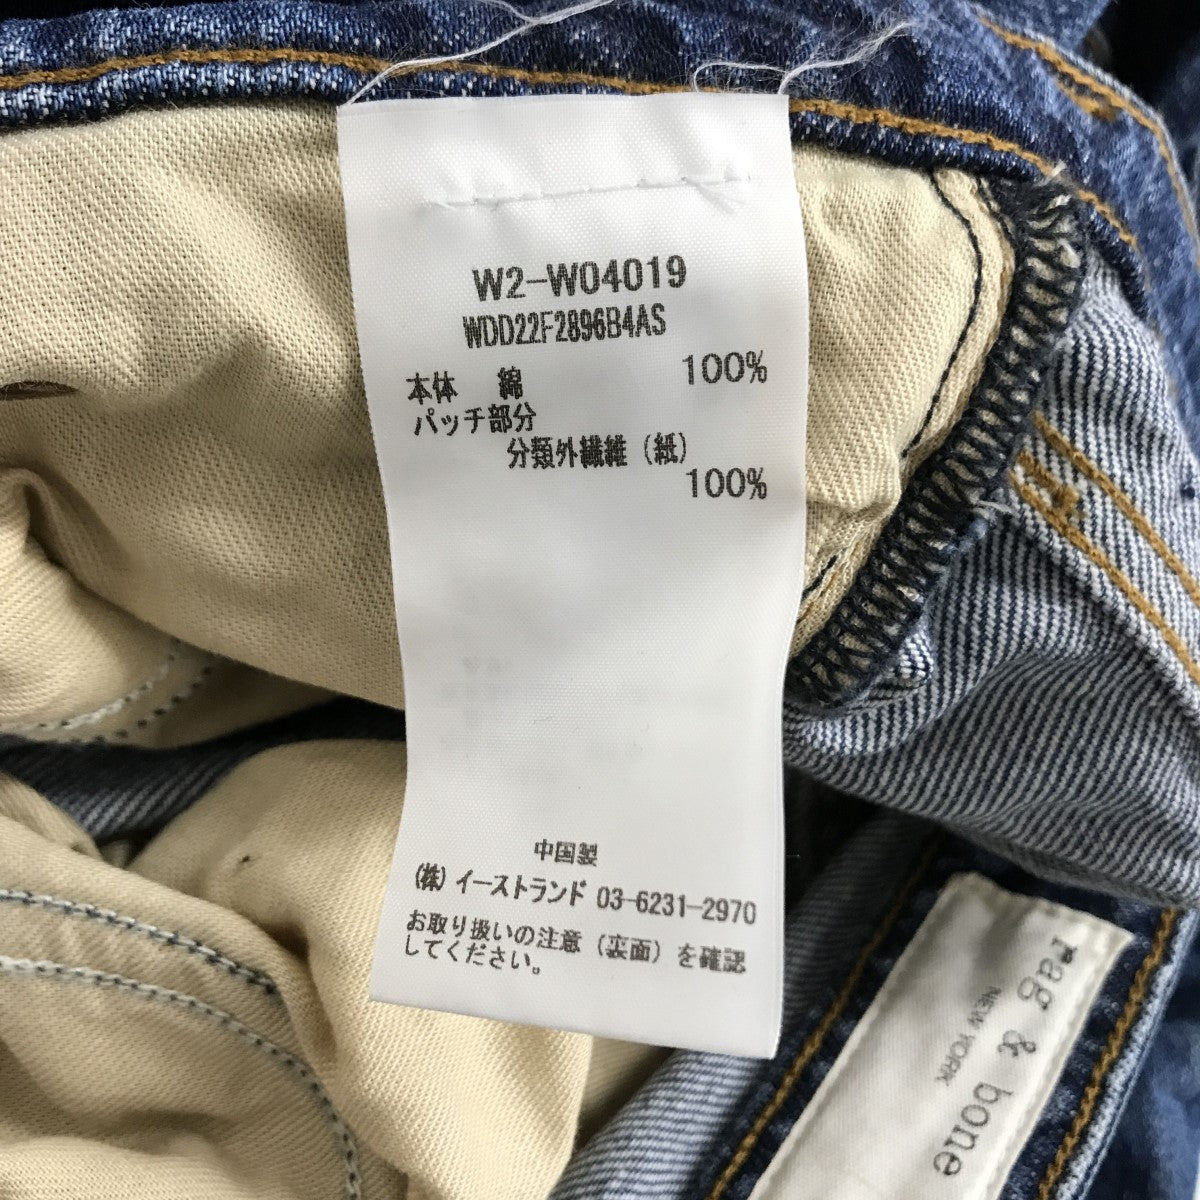 W2-W04019
WDD22F2896B4AS
本体 綿 100%
パッチ部分
分類外繊維(紙)
100%
中国製
(株)イーストランド 03-6231-2970
お取り扱いの注意(裏面)を確認
してください。
rag & bone
NEW YORK